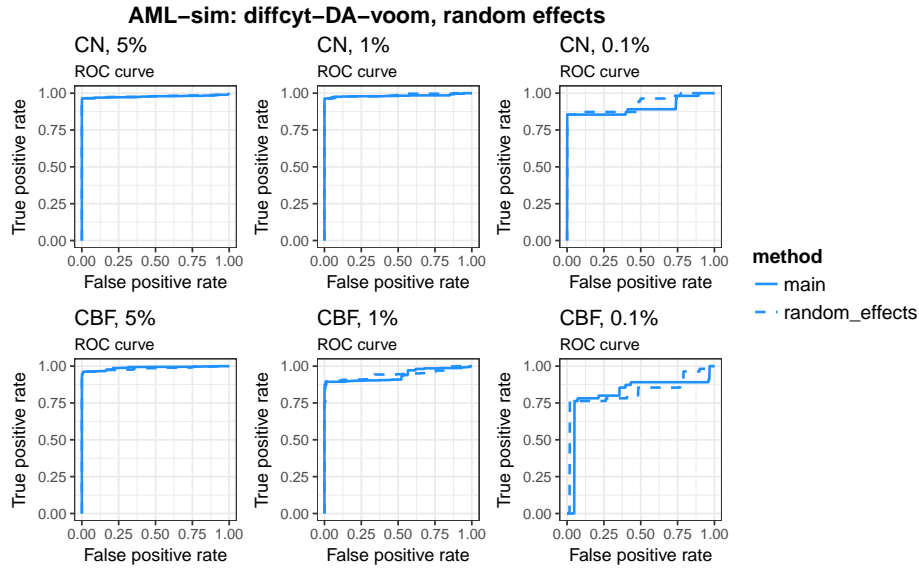 AML−sim: diffcyt−DA−voom, random effects
CN, 5%
ROC curve
1.00
0.75
0.50
0.25
0.00
0.00 0.25 0.50 0.75 1.00
False positive rate
True positive rate
CN, 1%
ROC curve
1.00
0.75
0.50
0.25
0.00
0.00 0.25 0.50 0.75 1.00
False positive rate
True positive rate
CN, 0.1%
ROC curve
1.00
0.75
0.50
0.25
0.00
0.00 0.25 0.50 0.75 1.00
False positive rate
True positive rate
CBF, 5%
ROC curve
1.00
0.75
0.50
0.25
0.00
0.00 0.25 0.50 0.75 1.00
False positive rate
True positive rate
CBF, 1%
ROC curve
1.00
0.75
0.50
0.25
0.00
0.00 0.25 0.50 0.75 1.00
False positive rate
True positive rate
CBF, 0.1%
ROC curve
1.00
0.75
0.50
0.25
0.00
0.00 0.25 0.50 0.75 1.00
False positive rate
True positive rate
method
main
random_effects